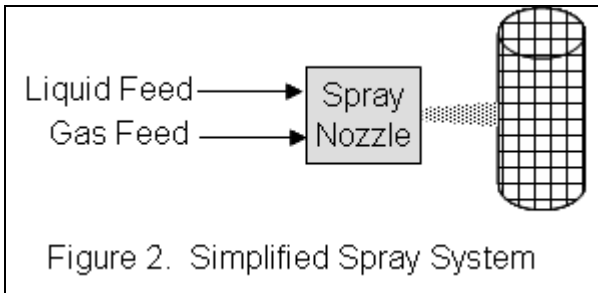 Liquid Feed
Gas Feed
Spray
Nozzle
Figure 2. Simplified Spray System